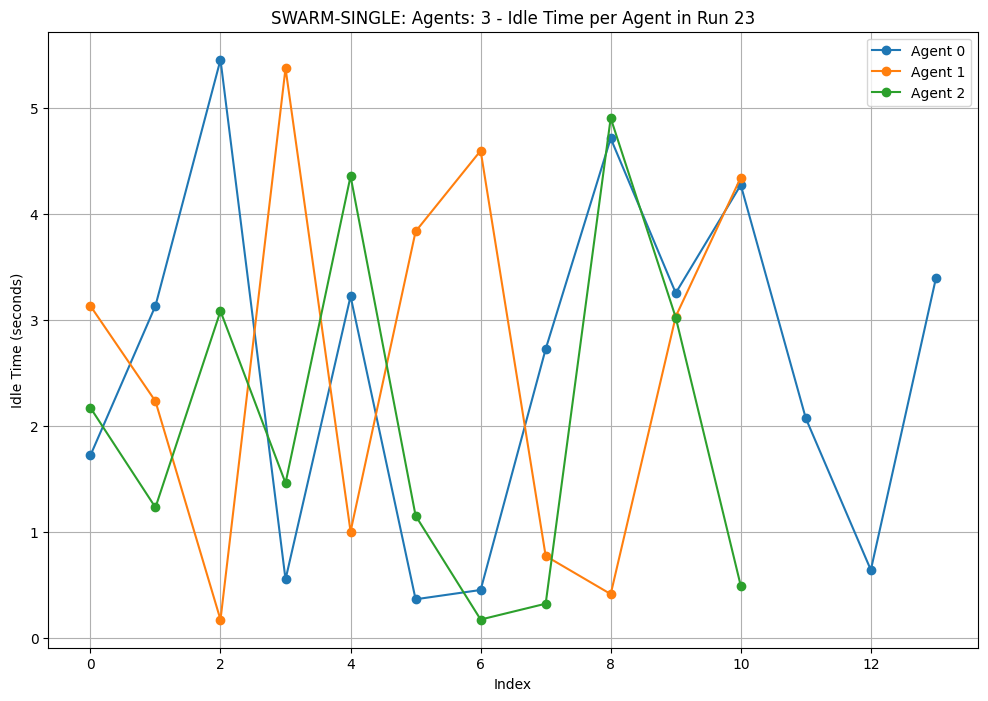 SWARM-SINGLE: Agents: 3 - Idle Time per Agent in Run 23
Agent 0
Agent 1
Agent 2
Idle Time (seconds)
5
4
3
2
1
0
0 2 4 6 8 10 12
Index